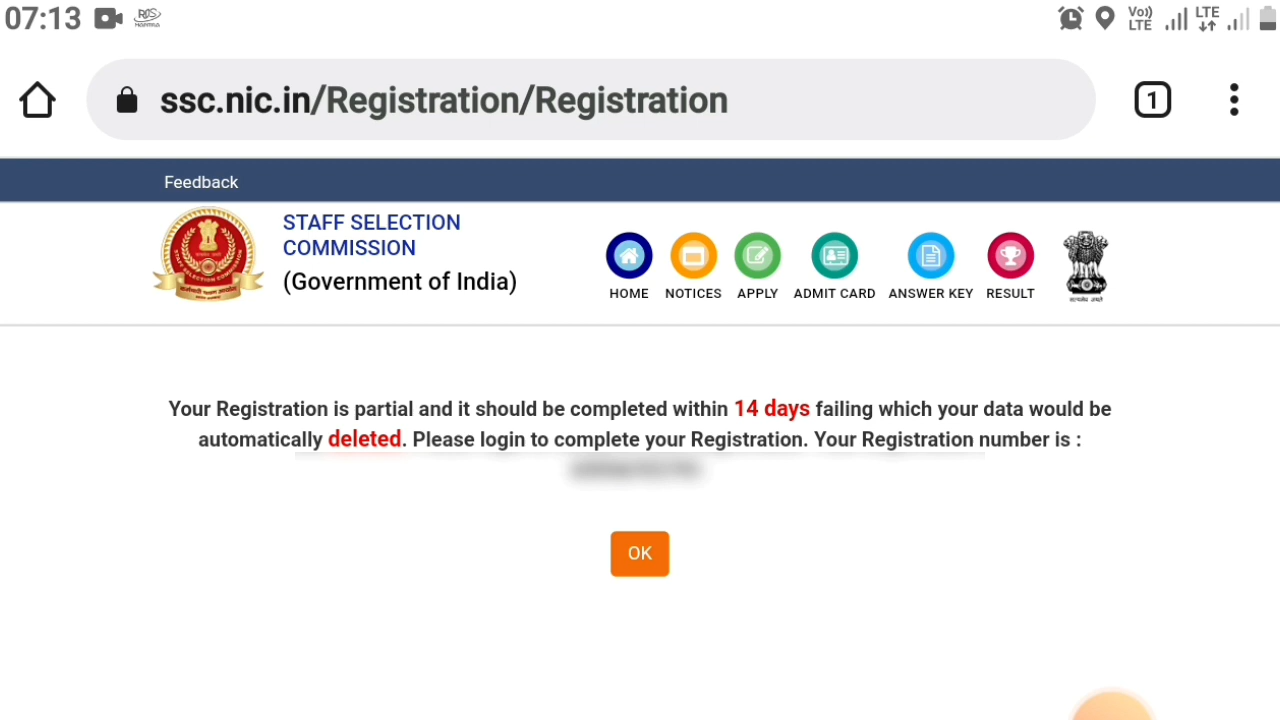 07:13
Vo))
LTE
LTE
ssc.nic.in/Registration/Registration
1
Feedback
STAFF SELECTION
COMMISSION
(Government of India)
HOME NOTICES APPLY ADMIT CARD ANSWER KEY RESULT
सत्यमेव जयते
Your Registration is partial and it should be completed within 14 days failing which your data would be
automatically deleted. Please login to complete your Registration. Your Registration number is :
OK